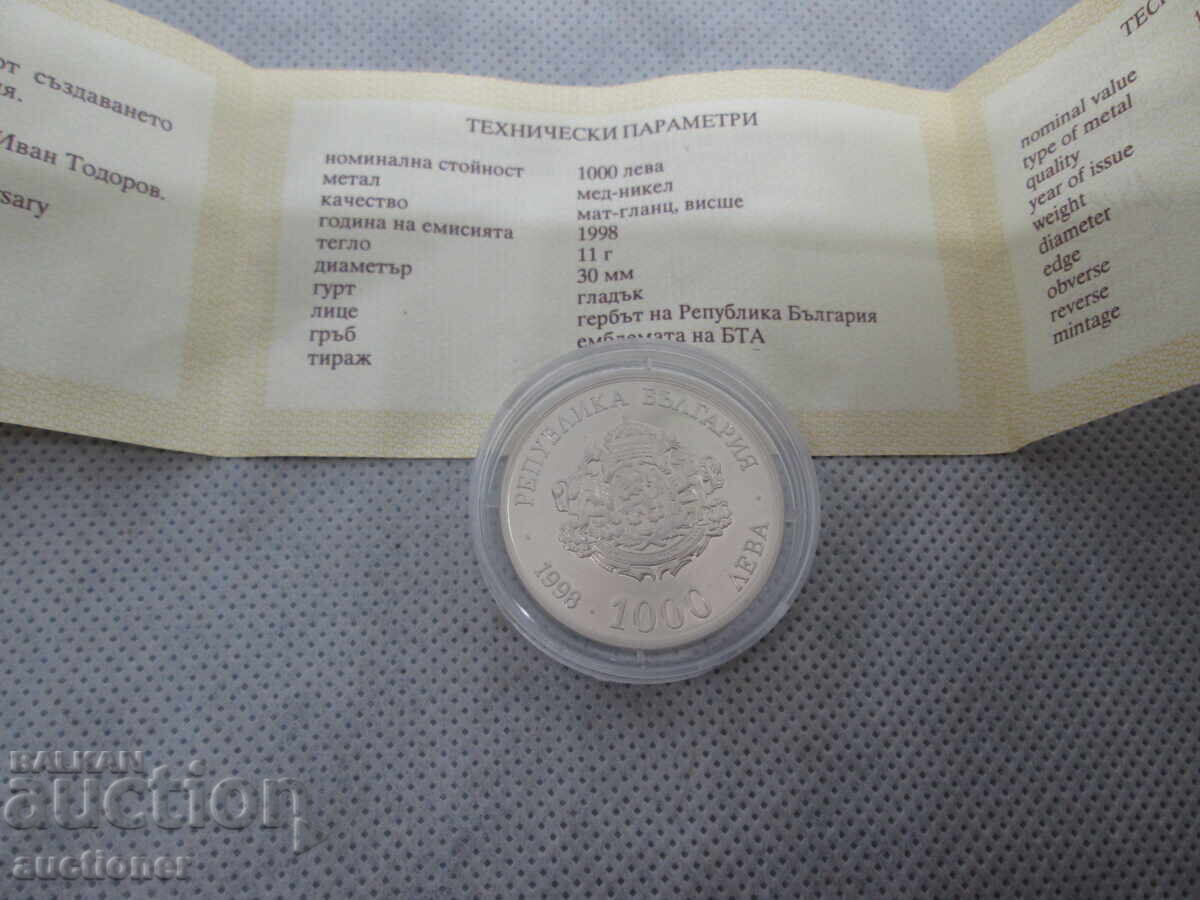 от създаването
ия.
Иван Тодоров.
rsary
ТЕХНИЧЕСКИ ПАРАМЕТРИ
номинална стойност 1000 лева
метал мед-никел
качество мат-гланц, висше
година на емисията 1998
тегло 11 г
диаметър 30 мм
гурт гладък
лице гербът на Република България
гръб емблемата на БТА
тираж
TECH
nominal value
type of metal
quality
year of issue
weight
diameter
edge
obverse
reverse
mintage
РЕПУБЛИКА БЪЛГАРИЯ
1998 · 1000 ЛЕВА
BALKAN
auction
auctioner